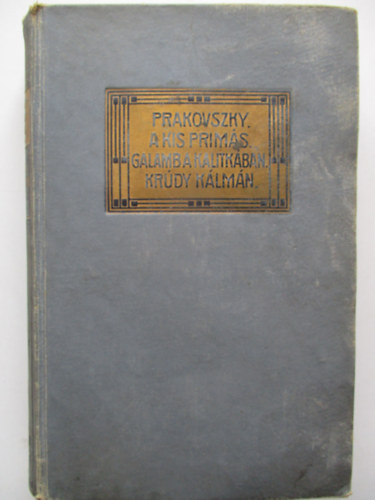 PRAKOVSZKY,
A KIS PRIMÁS.
GALAMB A KALITKÁBAN.
KRÚDY KÁLMÁN.